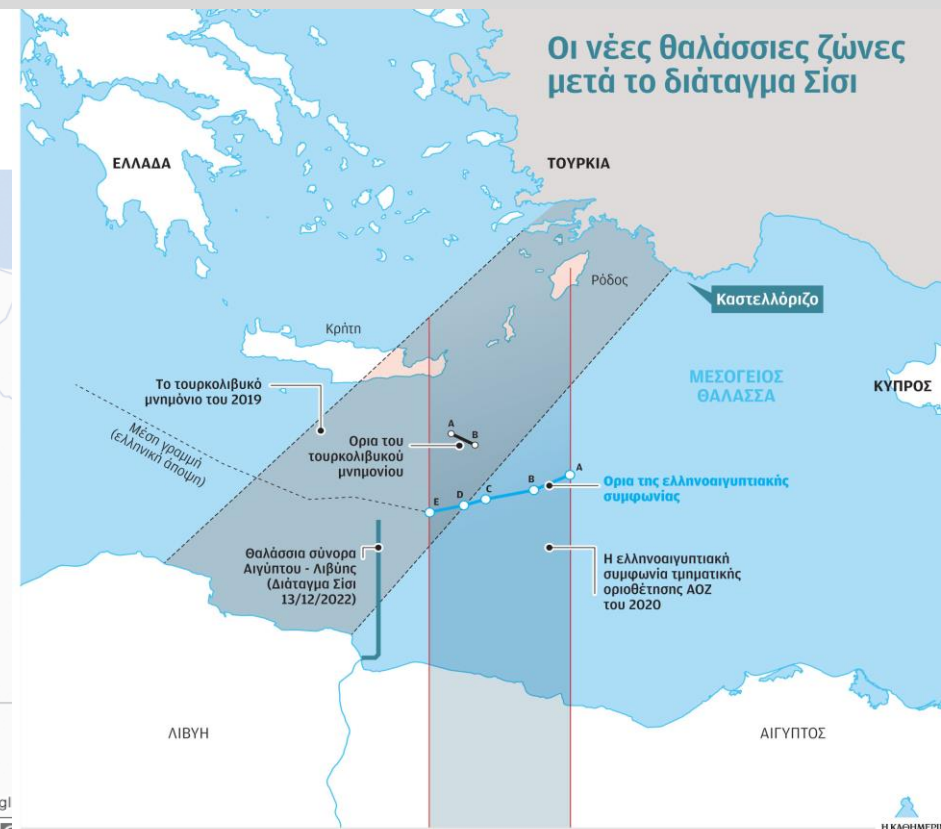 Οι νέες θαλάσσιες ζώνες
μετά το διάταγμα Σίσι
ΕΛΛΑΔΑ
ΤΟΥΡΚΙΑ
Ρόδος
Καστελλόριζο
Κρήτη
ΜΕΣΟΓΕΙΟΣ
ΘΑΛΑΣΣΑ
ΚΥΠΡΟΣ
Το τουρκολιβυκό
μνημόνιο του 2019
Μέση γραμμή
(ελληνική άποψη)
Ορια του
τουρκολιβυκού
μνημονίου
A
B
E
D
C
B
A
Ορια της ελληνοαιγυπτιακής
συμφωνίας
Θαλάσσια σύνορα
Αιγύπτου - Λιβύης
(Διάταγμα Σίσι
13/12/2022)
Η ελληνοαιγυπτιακή
συμφωνία τμηματικής
οριοθέτησης ΑΟΖ
του 2020
ΛΙΒΥΗ
ΑΙΓΥΠΤΟΣ
gl
Η ΚΑΘΗΜΕΡΙ